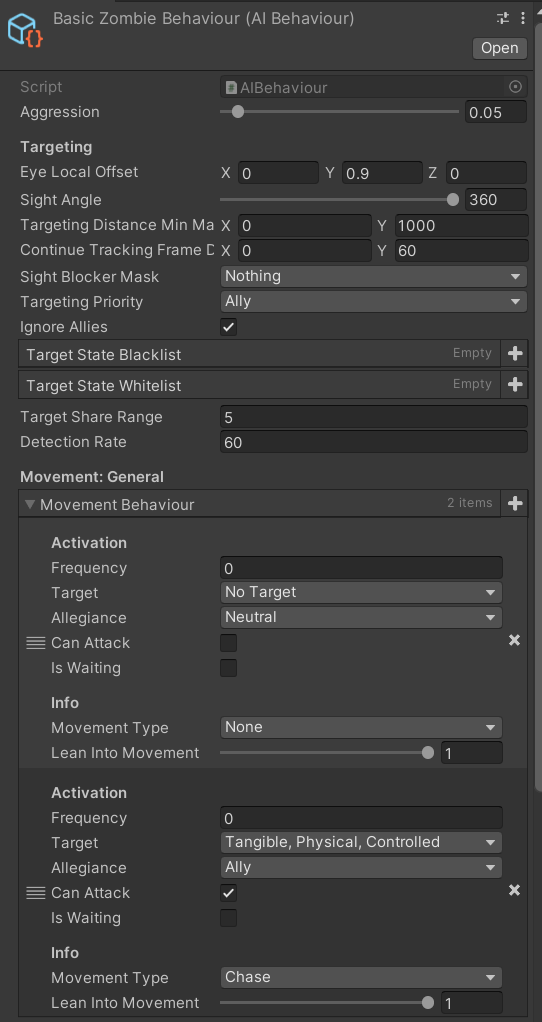 Basic Zombie Behaviour (AI Behaviour)
Open
Script AIBehaviour
Aggression 0.05
Targeting
Eye Local Offset X 0 Y 0.9 Z 0
Sight Angle 360
Targeting Distance Min Ma X 0 Y 1000
Continue Tracking Frame D X 0 Y 60
Sight Blocker Mask Nothing
Targeting Priority Ally
Ignore Allies
Target State Blacklist Empty
Target State Whitelist Empty
Target Share Range 5
Detection Rate 60
Movement: General
Movement Behaviour 2 items
Activation
Frequency 0
Target No Target
Allegiance Neutral
Can Attack
Is Waiting
Info
Movement Type None
Lean Into Movement 1
Activation
Frequency 0
Target Tangible, Physical, Controlled
Allegiance Ally
Can Attack
Is Waiting
Info
Movement Type Chase
Lean Into Movement 1